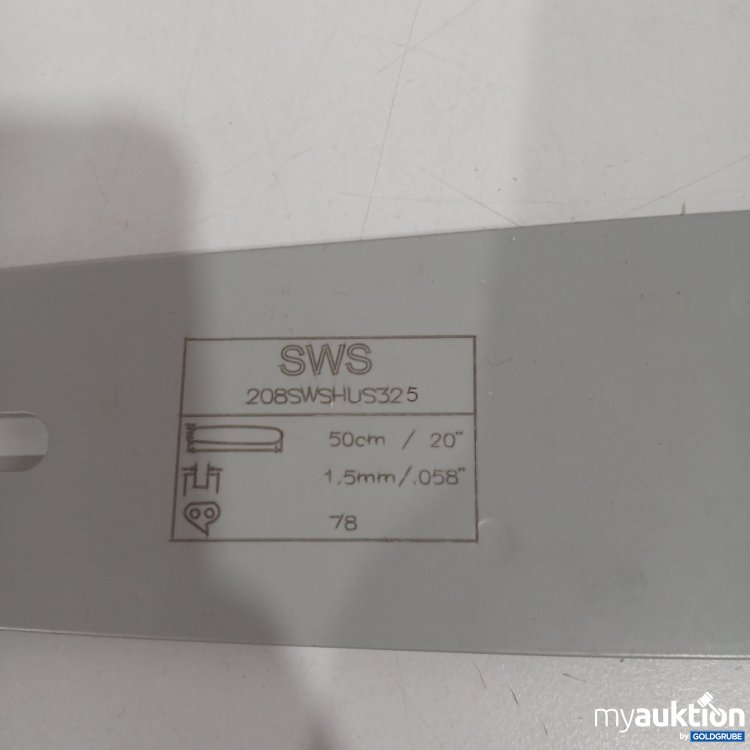 SWS
208SWSHUS325
50cm / 20"
1.5mm/.058"
78
myauktion
by GOLDGRUBE